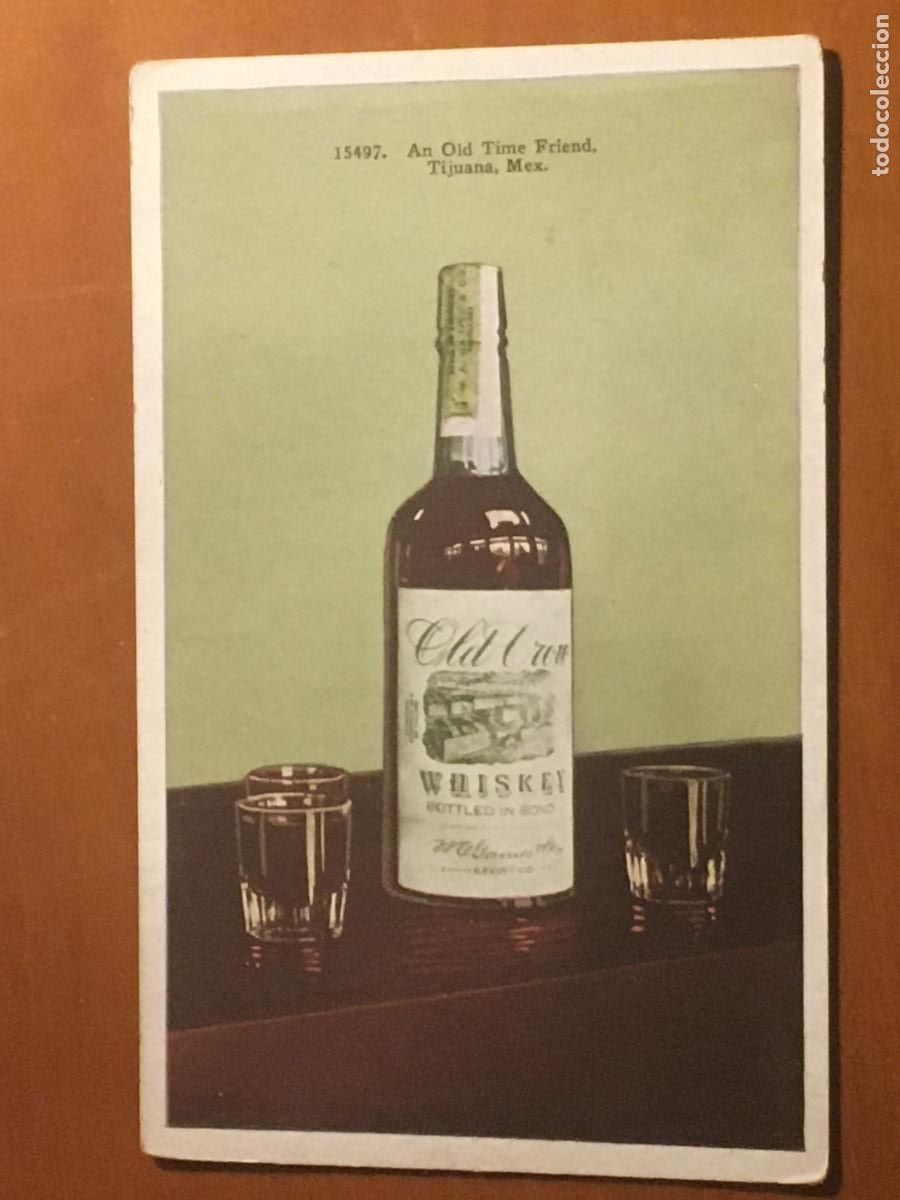 15497. An Old Time Friend,
Tijuana, Mex.
Old Crow
WHISKEY
BOTTLED IN BOND
todocoleccion